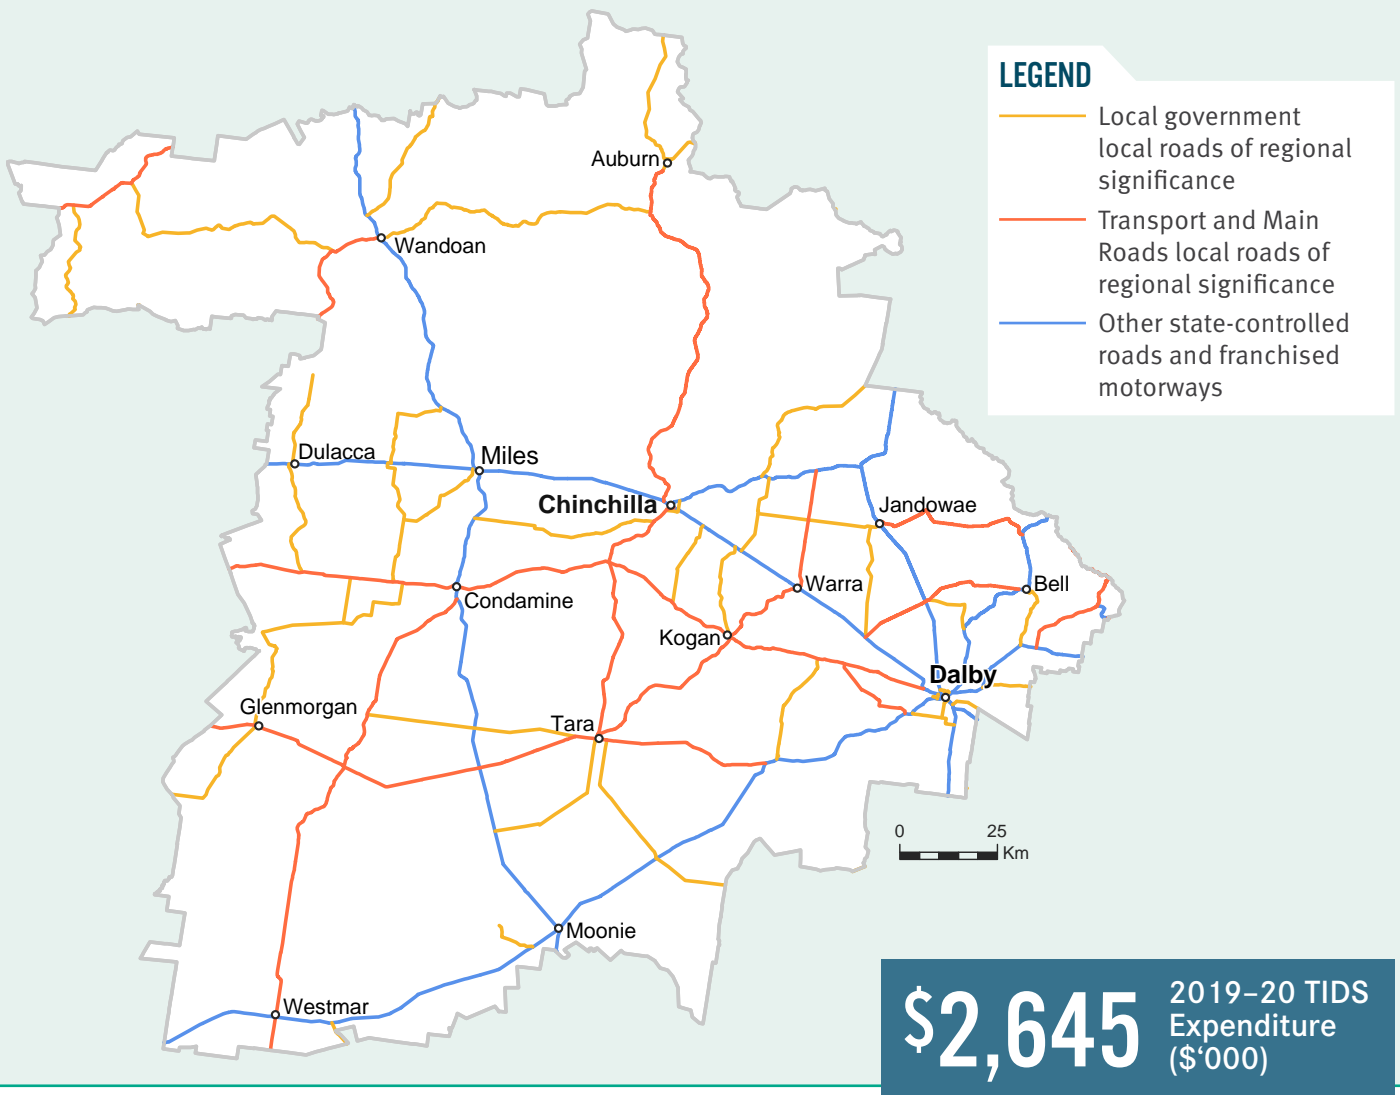 LEGEND
Local government
local roads of regional
significance
Transport and Main
Roads local roads of
regional significance
Other state-controlled
roads and franchised
motorways
Auburn
Wandoan
Dulacca
Miles
Chinchilla
Jandowae
Warra
Bell
Condamine
Kogan
Dalby
Glenmorgan
Tara
0 25
Km
Moonie
Westmar
$2,645
2019–20 TIDS
Expenditure
($‘000)